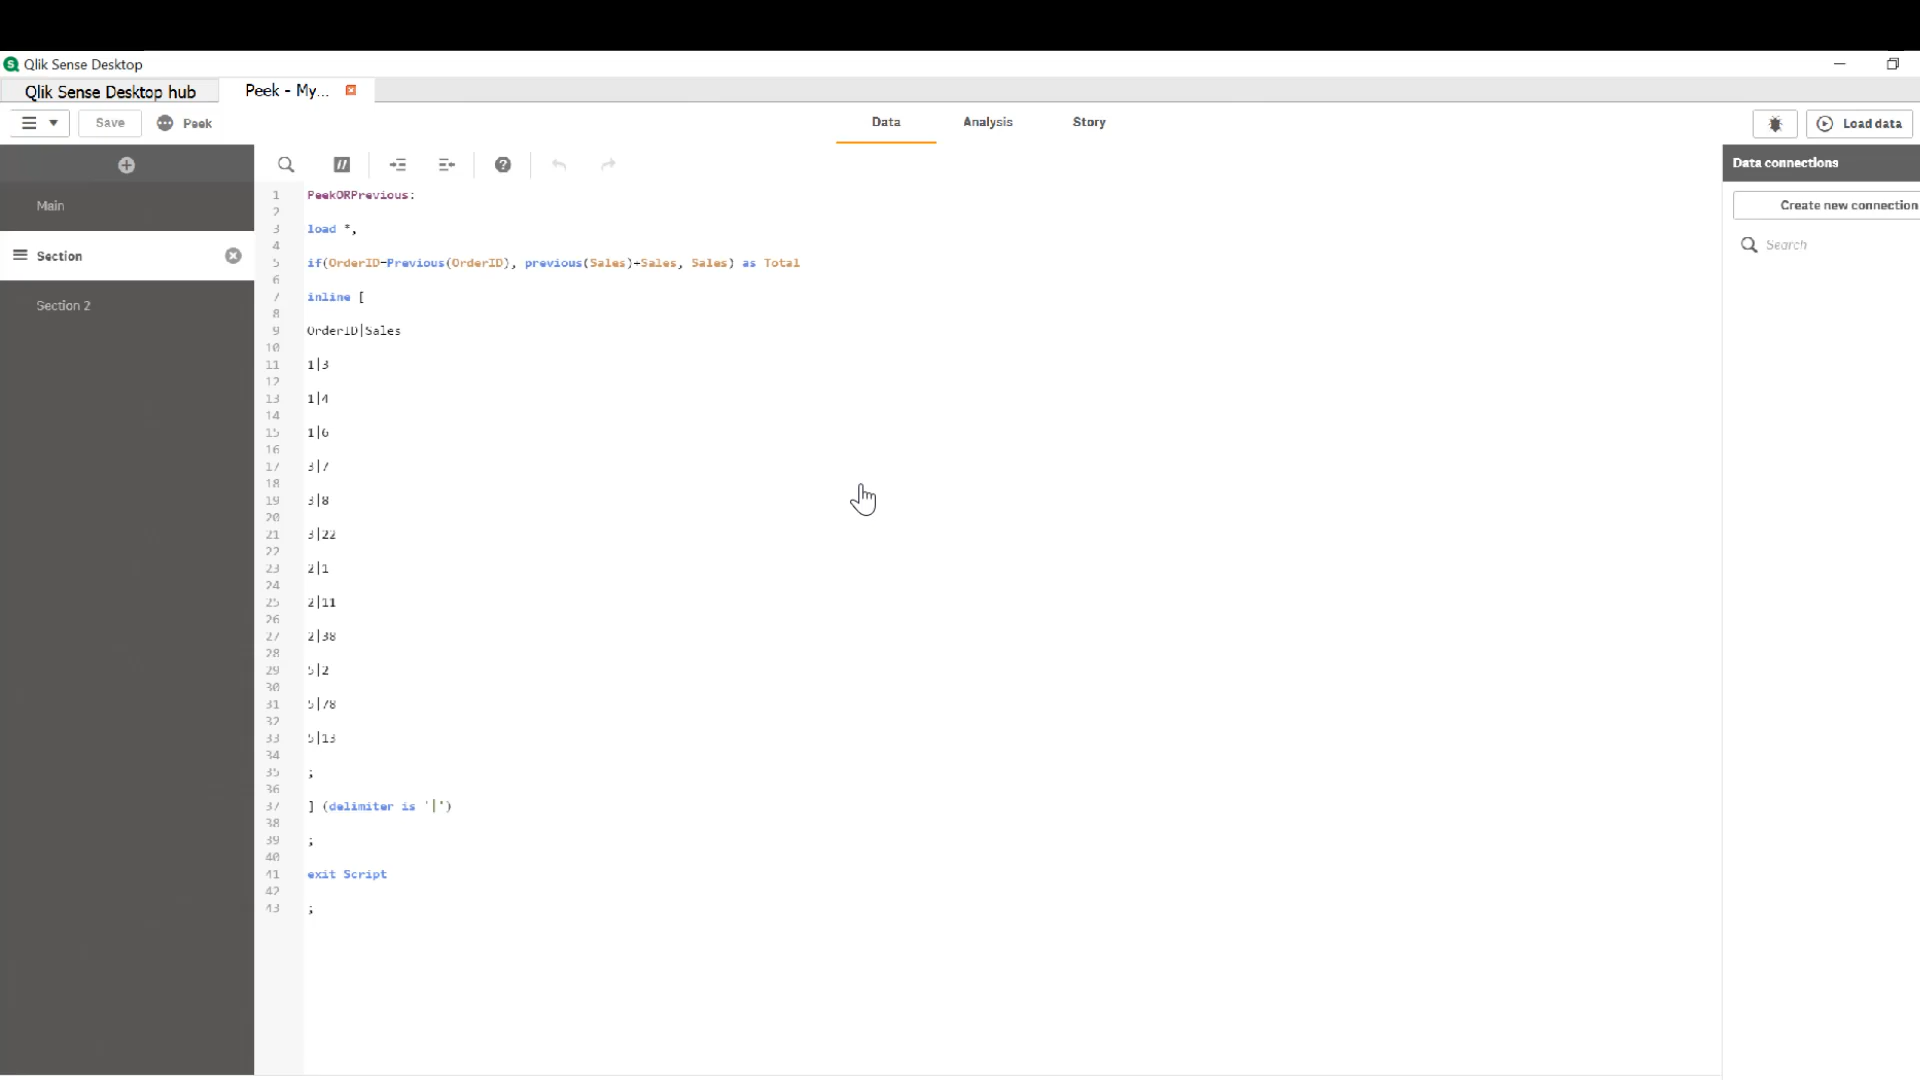 Qlik Sense Desktop
Qlik Sense Desktop hub
Peek - My...
Save
Peek
Data
Analysis
Story
Load data
Main
Section
Section 2
Data connections
Create new connection
Search
1 PeekORPrevious:
2
3 load *,
4
5 if(OrderID=Previous(OrderID), previous(Sales)+Sales, Sales) as Total
6
7 inline [
8
9 OrderID|Sales
10
11 1|3
12
13 1|4
14
15 1|6
16
17 3|7
18
19 3|8
20
21 3|22
22
23 2|1
24
25 2|11
26
27 2|38
28
29 5|2
30
31 5|78
32
33 5|13
34
35 ;
36
37 ] (delimiter is '|')
38
39 ;
40
41 exit Script
42
43 ;